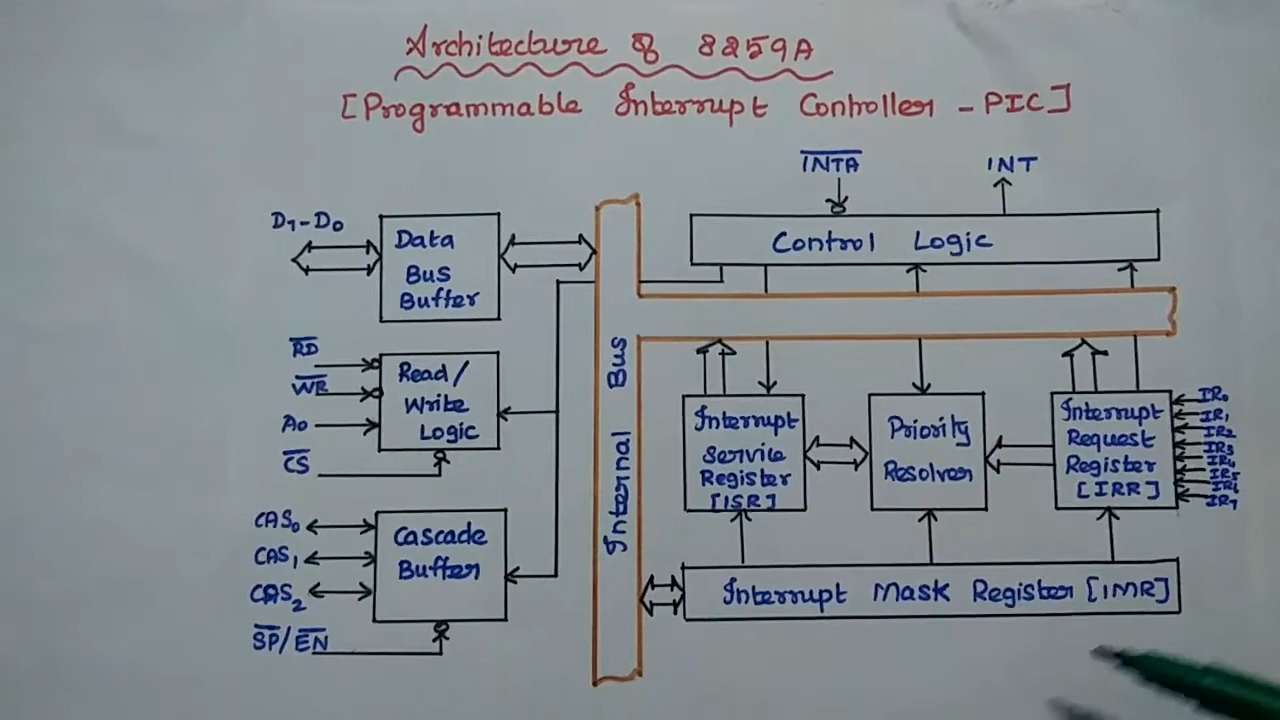 Architecture of 8259A
[Programmable Interrupt Controller - PIC]
INTA
INT
D7-D0
Data
Bus
Buffer
Control Logic
RD
WR
A0
CS
Read/
Write
Logic
Internal Bus
Interrupt
Service
Register
[ISR]
Priority
Resolver
Interrupt
Request
Register
[IRR]
IR0
IR1
IR2
IR3
IR4
IR5
IR6
IR7
CAS0
CAS1
CAS2
SP/EN
Cascade
Buffer
Interrupt Mask Register [IMR]